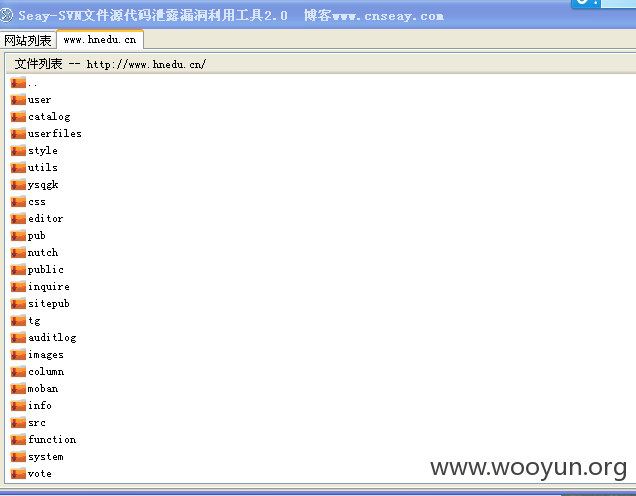 Seay-SVN文件源代码泄露漏洞利用工具2.0 博客www.cnseay.com
网站列表 www.hnedu.cn
文件列表 -- http://www.hnedu.cn/
..
user
catalog
userfiles
style
utils
ysqgk
css
editor
pub
nutch
public
inquire
sitepub
tg
auditlog
images
column
moban
info
src
function
system
vote
www.wooyun.org